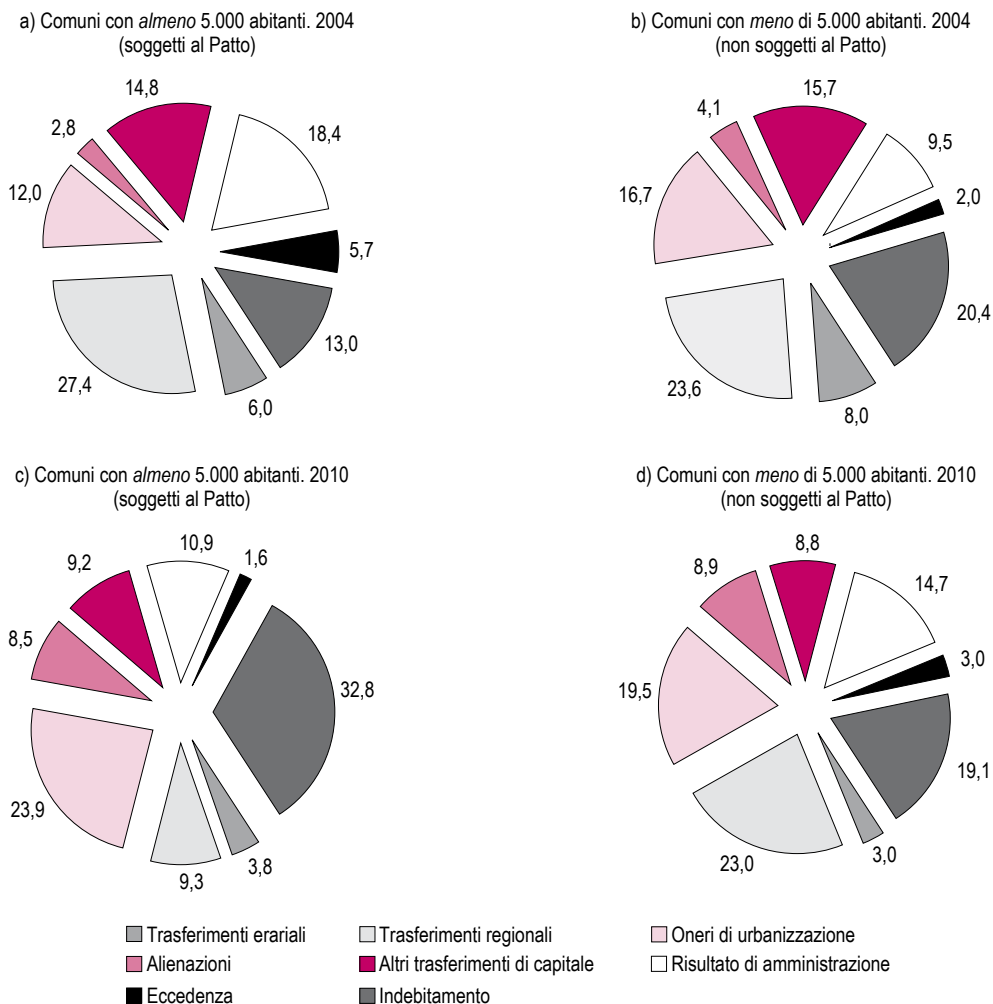 a) Comuni con almeno 5.000 abitanti. 2004
(soggetti al Patto)
14,8
18,4
2,8
12,0
5,7
13,0
27,4
6,0
b) Comuni con meno di 5.000 abitanti. 2004
(non soggetti al Patto)
15,7
4,1
9,5
16,7
2,0
20,4
23,6
8,0
c) Comuni con almeno 5.000 abitanti. 2010
(soggetti al Patto)
10,9
1,6
9,2
8,5
32,8
23,9
9,3
3,8
d) Comuni con meno di 5.000 abitanti. 2010
(non soggetti al Patto)
8,8
8,9
14,7
3,0
19,5
19,1
23,0
3,0
Trasferimenti erariali Trasferimenti regionali Oneri di urbanizzazione
Alienazioni Altri trasferimenti di capitale Risultato di amministrazione
Eccedenza Indebitamento